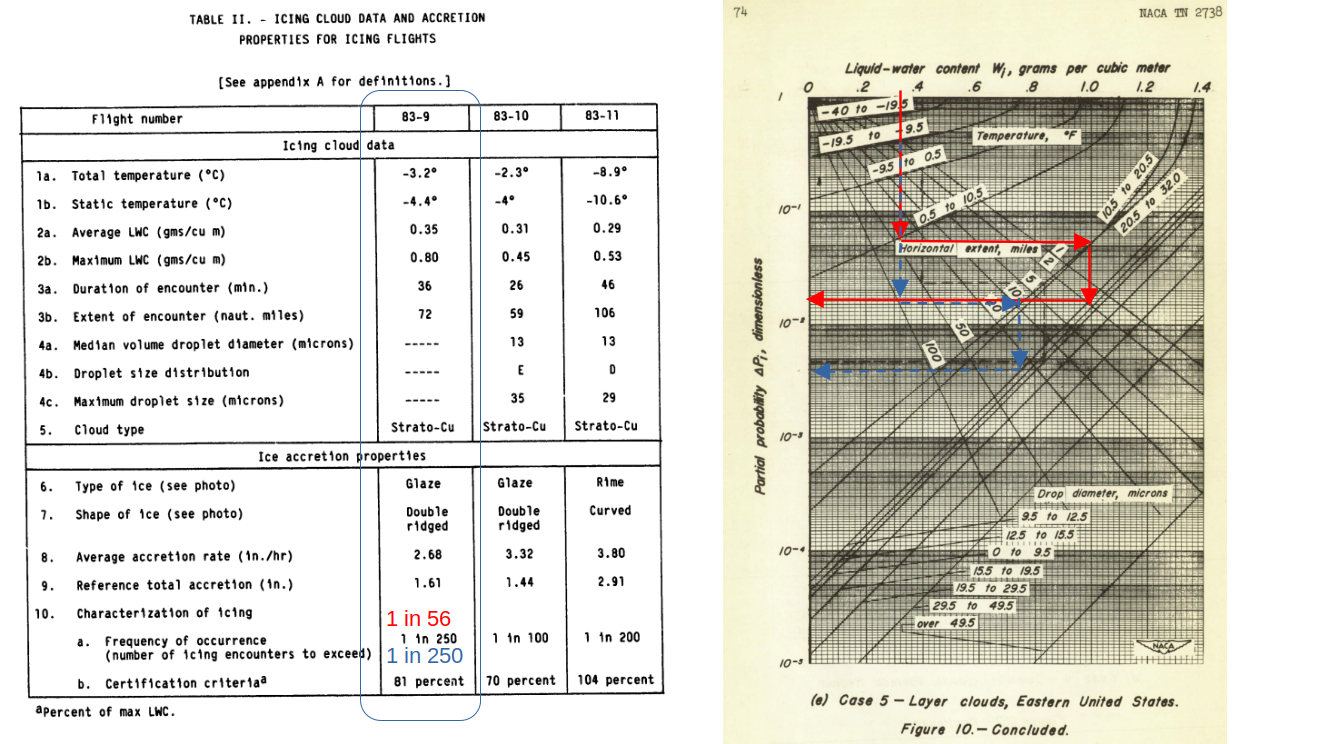 TABLE II. - ICING CLOUD DATA AND ACCRETION
PROPERTIES FOR ICING FLIGHTS
[See appendix A for definitions.]
Flight number 83-9 83-10 83-11
Icing cloud data
1a. Total temperature (°C) -3.2° -2.3° -8.9°
1b. Static temperature (°C) -4.4° -4° -10.6°
2a. Average LWC (gms/cu m) 0.35 0.31 0.29
2b. Maximum LWC (gms/cu m) 0.80 0.45 0.53
3a. Duration of encounter (min.) 36 26 46
3b. Extent of encounter (naut. miles) 72 59 106
4a. Median volume droplet diameter (microns) ----- 13 13
4b. Droplet size distribution ----- E D
4c. Maximum droplet size (microns) ----- 35 29
5. Cloud type Strato-Cu Strato-Cu Strato-Cu
Ice accretion properties
6. Type of ice (see photo) Glaze Glaze Rime
7. Shape of ice (see photo) Double Double Curved
ridged ridged
8. Average accretion rate (in./hr) 2.68 3.32 3.80
9. Reference total accretion (in.) 1.61 1.44 2.91
10. Characterization of icing
1 in 56
a. Frequency of occurrence 1 in 250 1 in 100 1 in 200
(number of icing encounters to exceed)
1 in 250
b. Certification criteriaa 81 percent 70 percent 104 percent
aPercent of max LWC.
74 NACA TN 2738
Liquid-water content Wi, grams per cubic meter
0 .2 .4 .6 .8 1.0 1.2 1.4
1
-40 to -19.5
-19.5 to -9.5
Temperature, °F
-9.5 to 0.5
0.5 to 10.5
10.5 to 20.5
20.5 to 32.0
10-1
Horizontal extent, miles
1
2
5
10
20
50
100
10-2
Partial probability ΔPi, dimensionless
10-3
Drop diameter, microns
9.5 to 12.5
12.5 to 15.5
0 to 9.5
10-4
15.5 to 19.5
19.5 to 29.5
29.5 to 49.5
over 49.5
NACA
10-5
(e) Case 5 — Layer clouds, Eastern United States.
Figure 10.— Concluded.